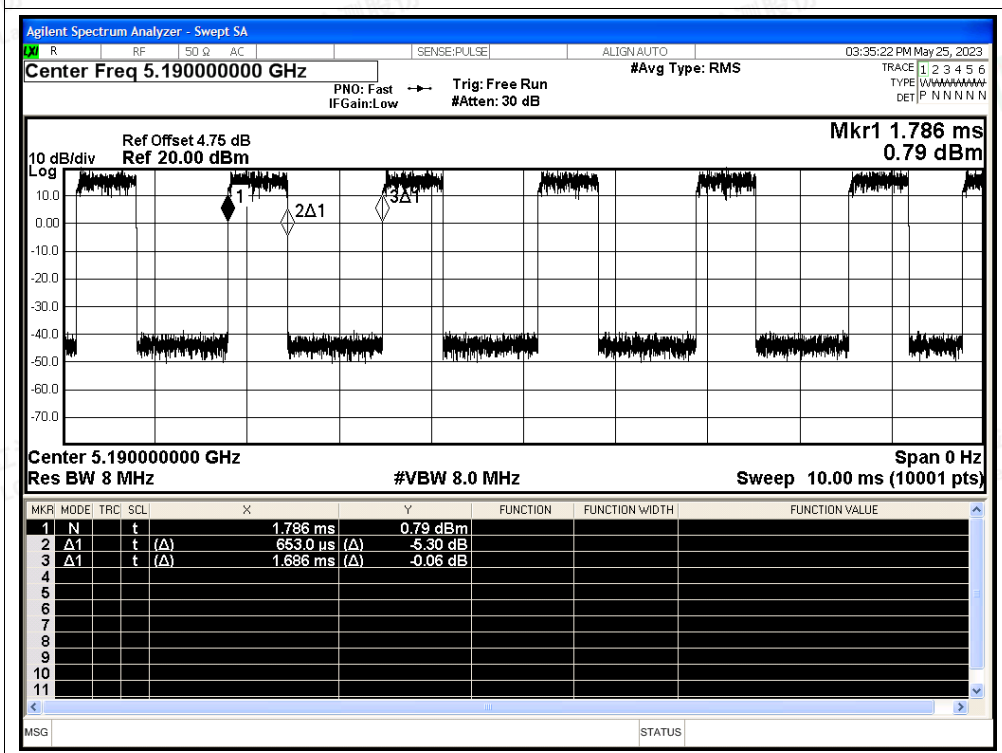 Agilent Spectrum Analyzer - Swept SA
LXI R RF 50 Ω AC SENSE:PULSE ALIGN AUTO 03:35:22 PM May 25, 2023
Center Freq 5.190000000 GHz #Avg Type: RMS TRACE 1 2 3 4 5 6
PNO: Fast Trig: Free Run TYPE WWWWWW
IFGain:Low #Atten: 30 dB DET P N N N N N
Mkr1 1.786 ms
Ref Offset 4.75 dB
10 dB/div Ref 20.00 dBm 0.79 dBm
Log
10.0
1 2Δ1 3Δ1
0.00
-10.0
-20.0
-30.0
-40.0
-50.0
-60.0
-70.0
Center 5.190000000 GHz Span 0 Hz
Res BW 8 MHz #VBW 8.0 MHz Sweep 10.00 ms (10001 pts)
MKR MODE TRC SCL X Y FUNCTION FUNCTION WIDTH FUNCTION VALUE
1 N t 1.786 ms 0.79 dBm
2 Δ1 t (Δ) 653.0 µs (Δ) -5.30 dB
3 Δ1 t (Δ) 1.686 ms (Δ) -0.06 dB
4
5
6
7
8
9
10
11
MSG STATUS